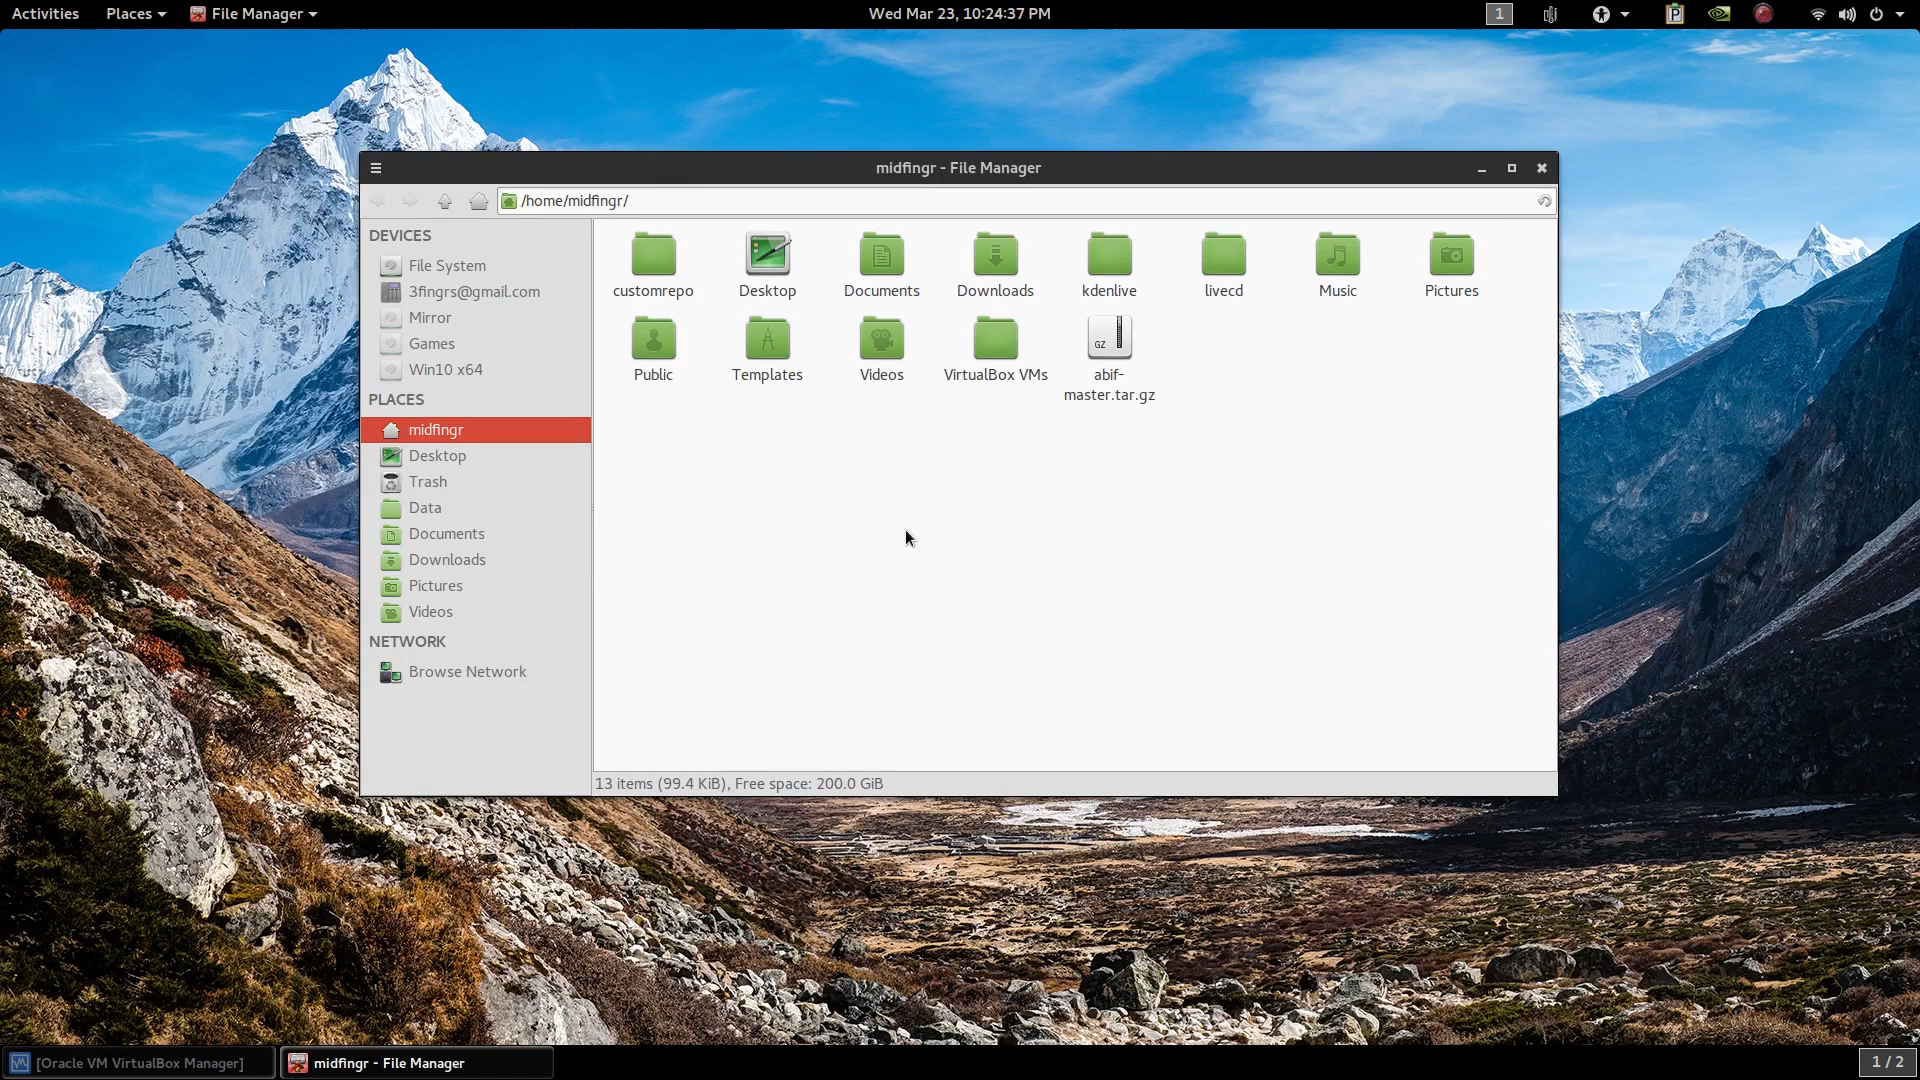 Activities Places File Manager Wed Mar 23, 10:24:37 PM 1
midfingr - File Manager
/home/midfingr/
DEVICES
File System
3fingrs@gmail.com
Mirror
Games
Win10 x64
PLACES
midfingr
Desktop
Trash
Data
Documents
Downloads
Pictures
Videos
NETWORK
Browse Network
customrepo Desktop Documents Downloads kdenlive livecd Music Pictures
Public Templates Videos VirtualBox VMs abif-
master.tar.gz
GZ
13 items (99.4 KiB), Free space: 200.0 GiB
[Oracle VM VirtualBox Manager] midfingr - File Manager 1 / 2